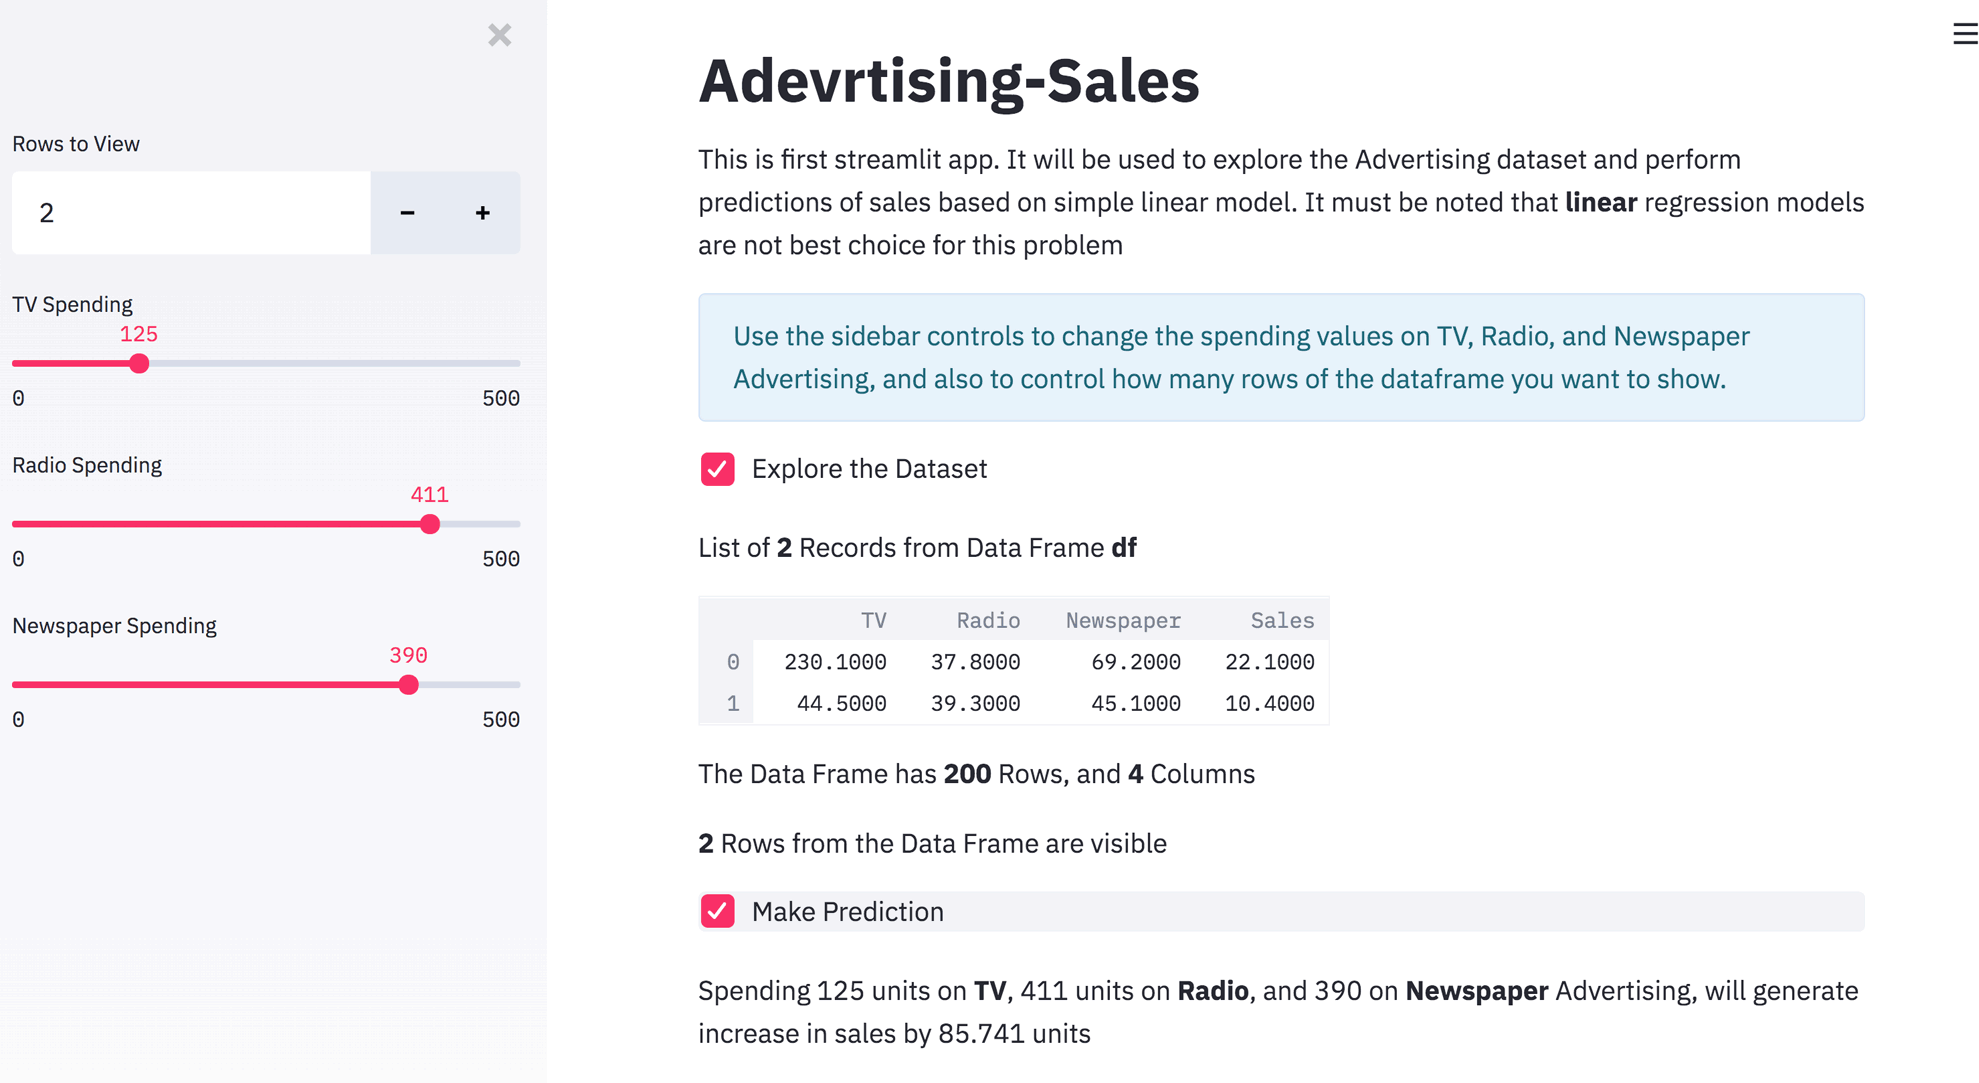 Rows to View
2
− +
TV Spending
125
0 500
Radio Spending
411
0 500
Newspaper Spending
390
0 500
Adevrtising-Sales
This is first streamlit app. It will be used to explore the Advertising dataset and perform
predictions of sales based on simple linear model. It must be noted that linear regression models
are not best choice for this problem
Use the sidebar controls to change the spending values on TV, Radio, and Newspaper
Advertising, and also to control how many rows of the dataframe you want to show.
Explore the Dataset
List of 2 Records from Data Frame df
TV Radio Newspaper Sales
0 230.1000 37.8000 69.2000 22.1000
1 44.5000 39.3000 45.1000 10.4000
The Data Frame has 200 Rows, and 4 Columns
2 Rows from the Data Frame are visible
Make Prediction
Spending 125 units on TV, 411 units on Radio, and 390 on Newspaper Advertising, will generate
increase in sales by 85.741 units